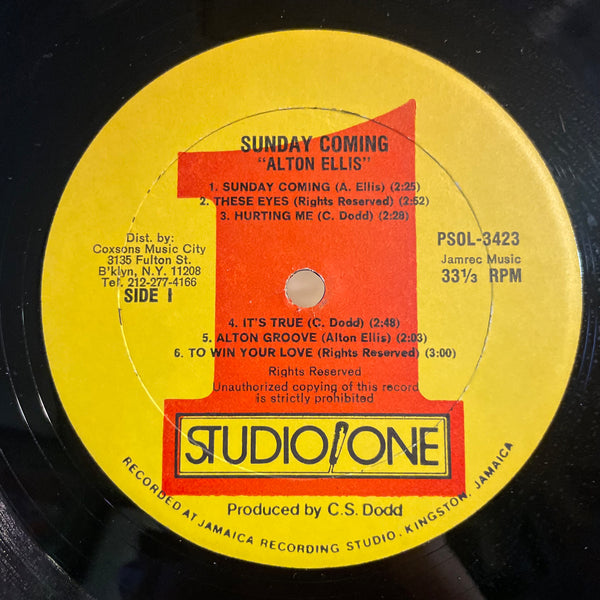 SUNDAY COMING
"ALTON ELLIS"
1. SUNDAY COMING (A. Ellis) (2:25)
2. THESE EYES (Rights Reserved) (2:52)
3. HURTING ME (C. Dodd) (2:28)
Dist. by:
Coxsons Music City
3135 Fulton St.
B'klyn, N.Y. 11208
Tel. 212-277-4166
SIDE I
PSOL-3423
Jamrec Music
33⅓ RPM
4. IT'S TRUE (C. Dodd) (2:48)
5. ALTON GROOVE (Alton Ellis) (2:03)
6. TO WIN YOUR LOVE (Rights Reserved) (3:00)
Rights Reserved
Unauthorized copying of this record
is strictly prohibited
STUDIO ONE
Produced by C.S. Dodd
RECORDED AT JAMAICA RECORDING STUDIO, KINGSTON, JAMAICA